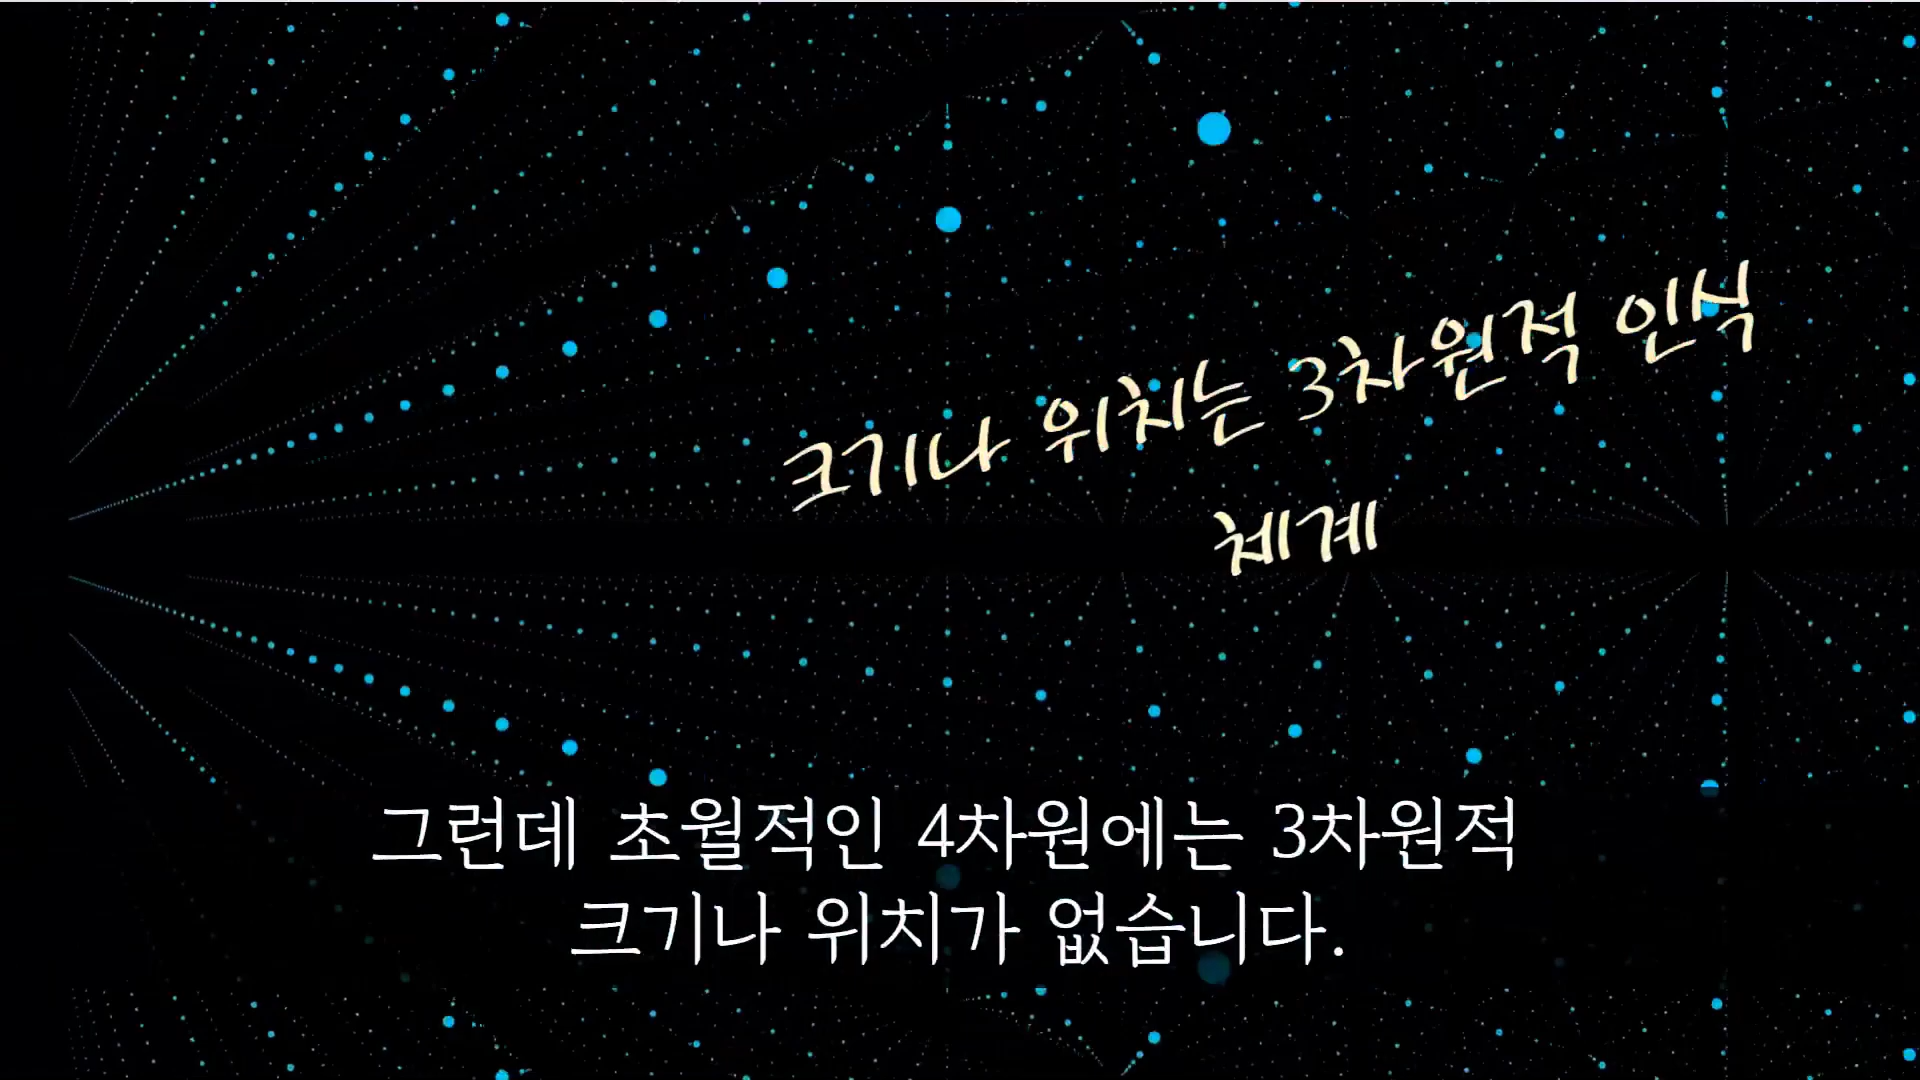 크기나 위치는 3차원적 인식
체계
그런데 초월적인 4차원에는 3차원적
크기나 위치가 없습니다.